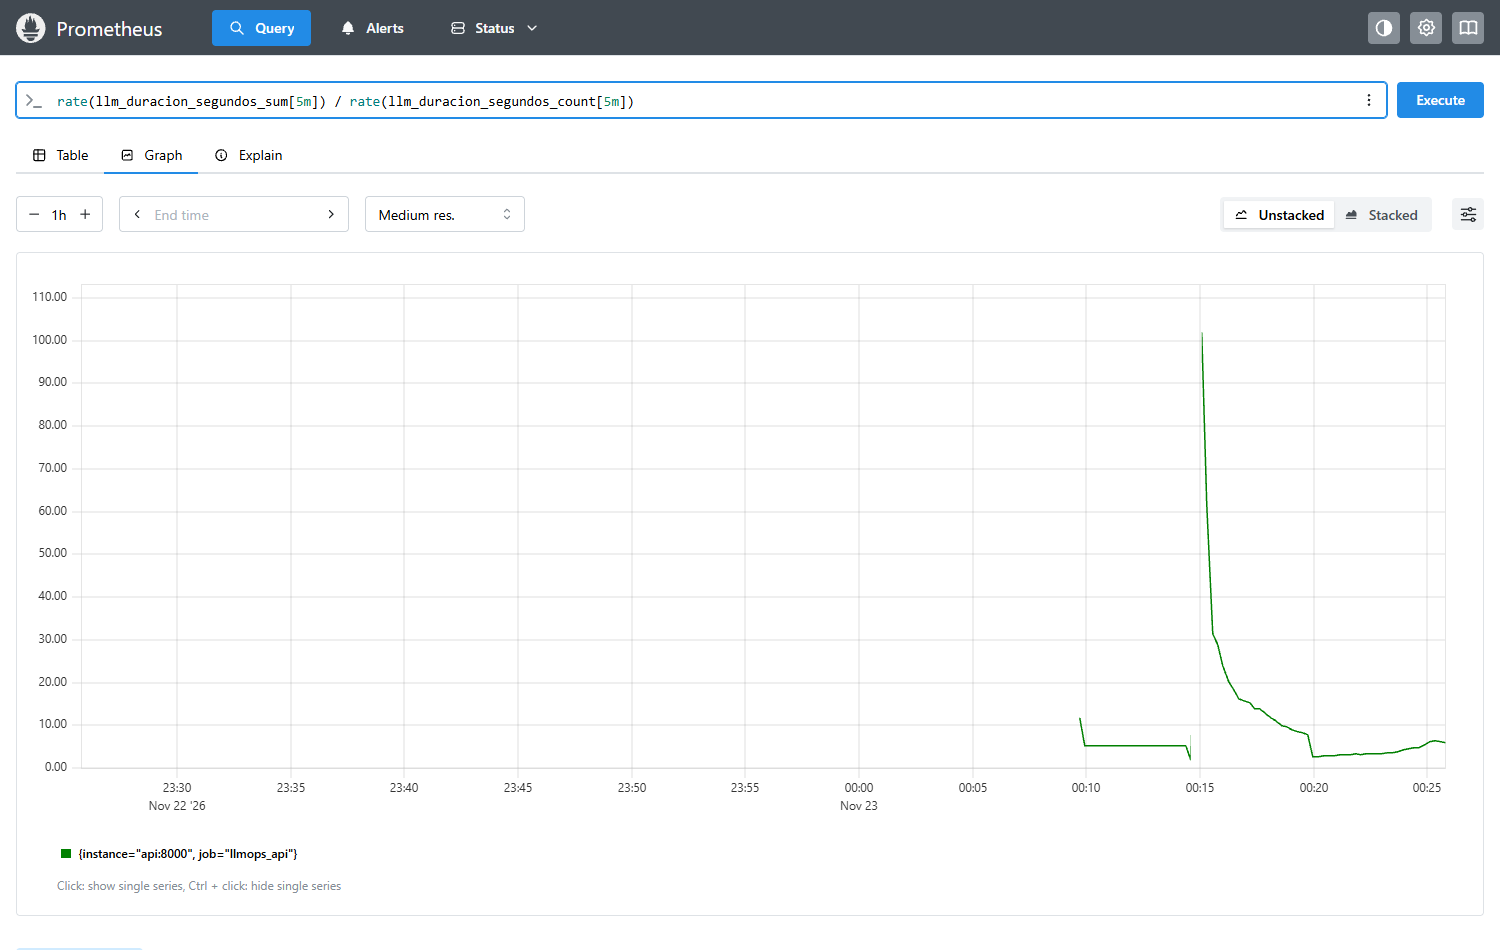 Prometheus Query Alerts Status
rate(llm_duracion_segundos_sum[5m]) / rate(llm_duracion_segundos_count[5m])
Execute
Table Graph Explain
1h End time Medium res. Unstacked Stacked
110.00
100.00
90.00
80.00
70.00
60.00
50.00
40.00
30.00
20.00
10.00
0.00
23:30 23:35 23:40 23:45 23:50 23:55 00:00 00:05 00:10 00:15 00:20 00:25
Nov 22 '26 Nov 23
{instance="api:8000", job="llmops_api"}
Click: show single series, Ctrl + click: hide single series